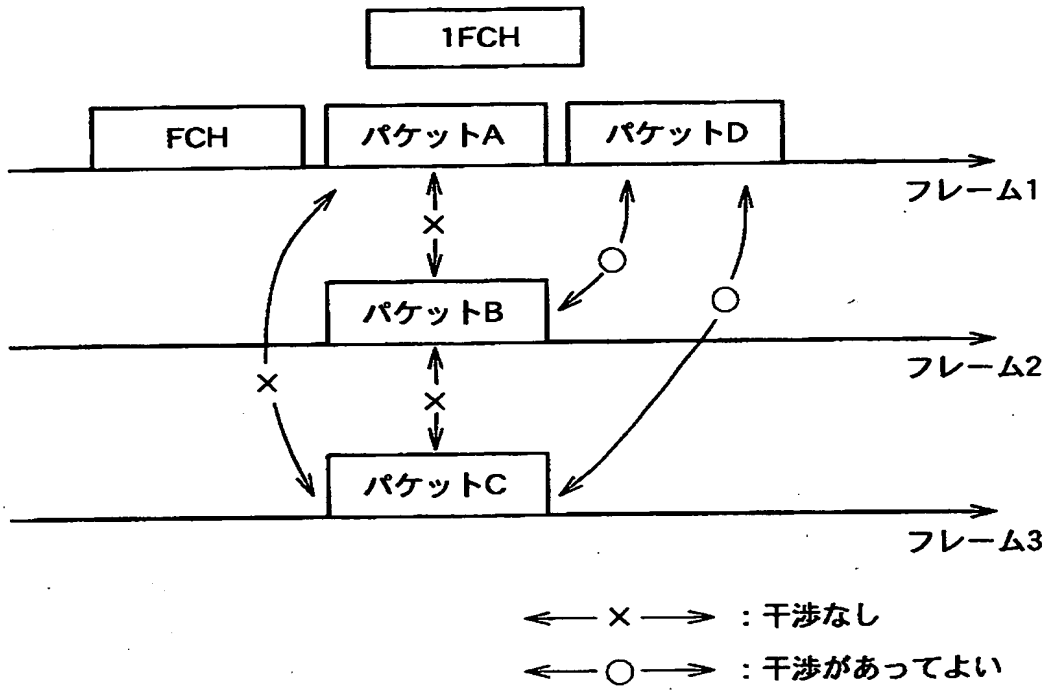 1FCH
FCH
パケットA
パケットD
フレーム1
パケットB
フレーム2
パケットC
フレーム3
：干渉なし
：干渉があってよい